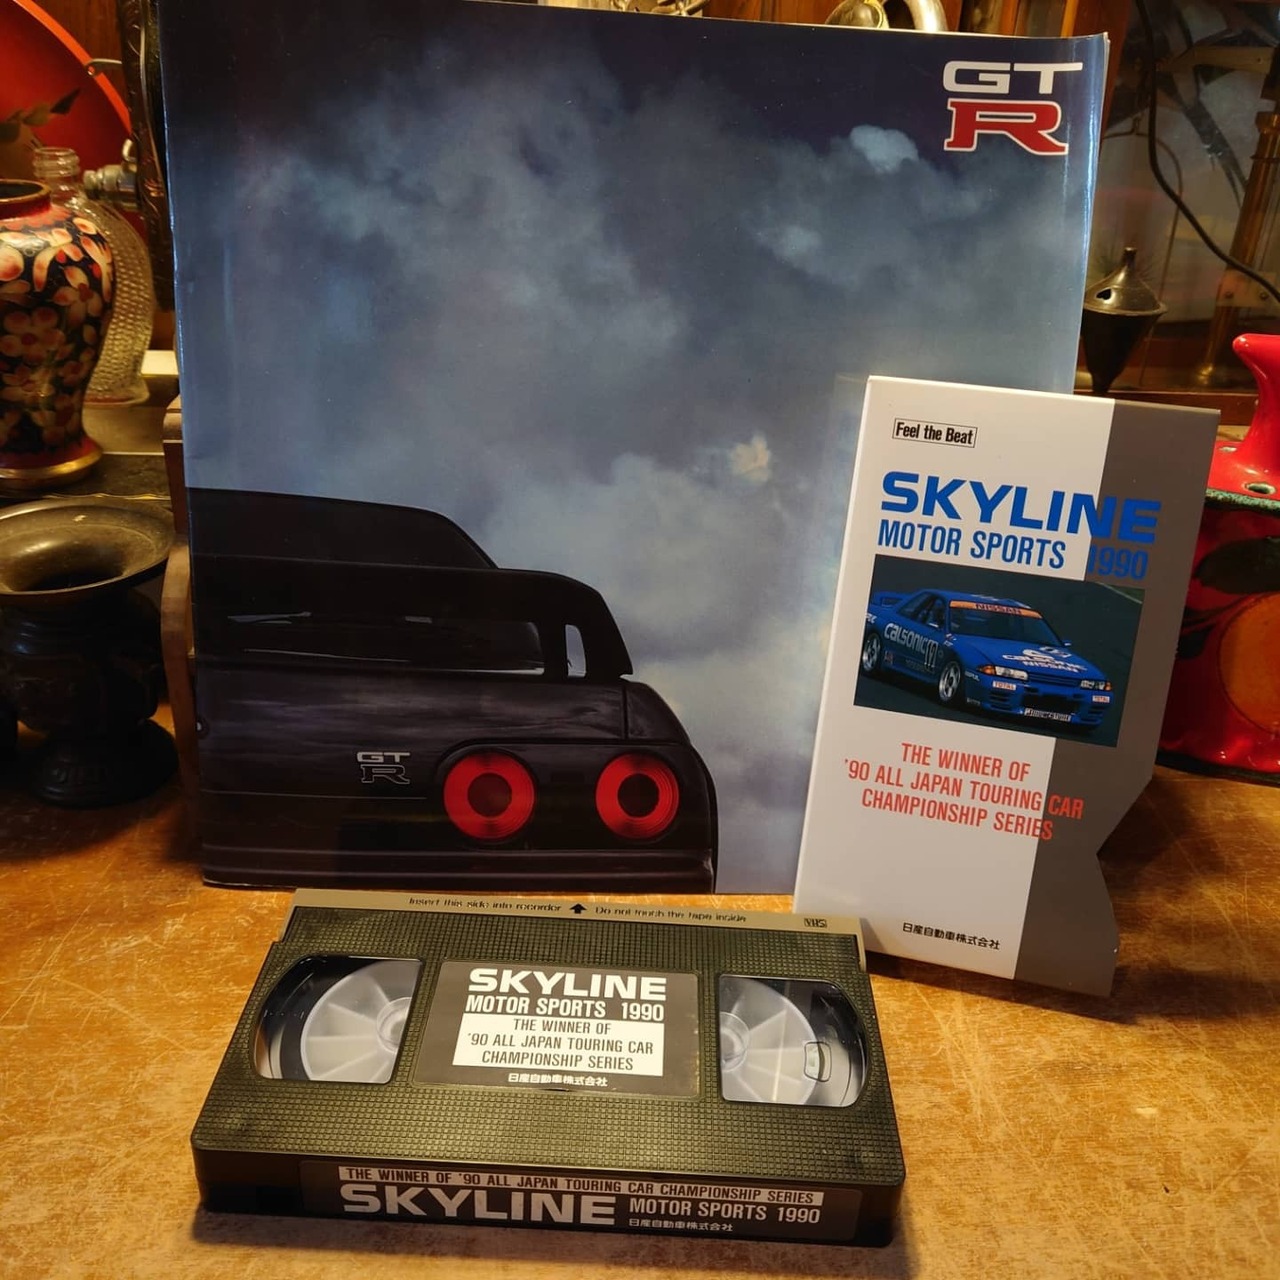 GT
R
GT
R
Feel the Beat
SKYLINE
MOTOR SPORTS 1990
NISSAN
calsonic
CALSONIC
NISSAN
TOTAL
TOTAL
THE WINNER OF
'90 ALL JAPAN TOURING CAR
CHAMPIONSHIP SERIES
日産自動車株式会社
Insert this side into recorder Do not touch the tape inside
VHS
SKYLINE
MOTOR SPORTS 1990
THE WINNER OF
'90 ALL JAPAN TOURING CAR
CHAMPIONSHIP SERIES
日産自動車株式会社
THE WINNER OF '90 ALL JAPAN TOURING CAR CHAMPIONSHIP SERIES
SKYLINE MOTOR SPORTS 1990
日産自動車株式会社